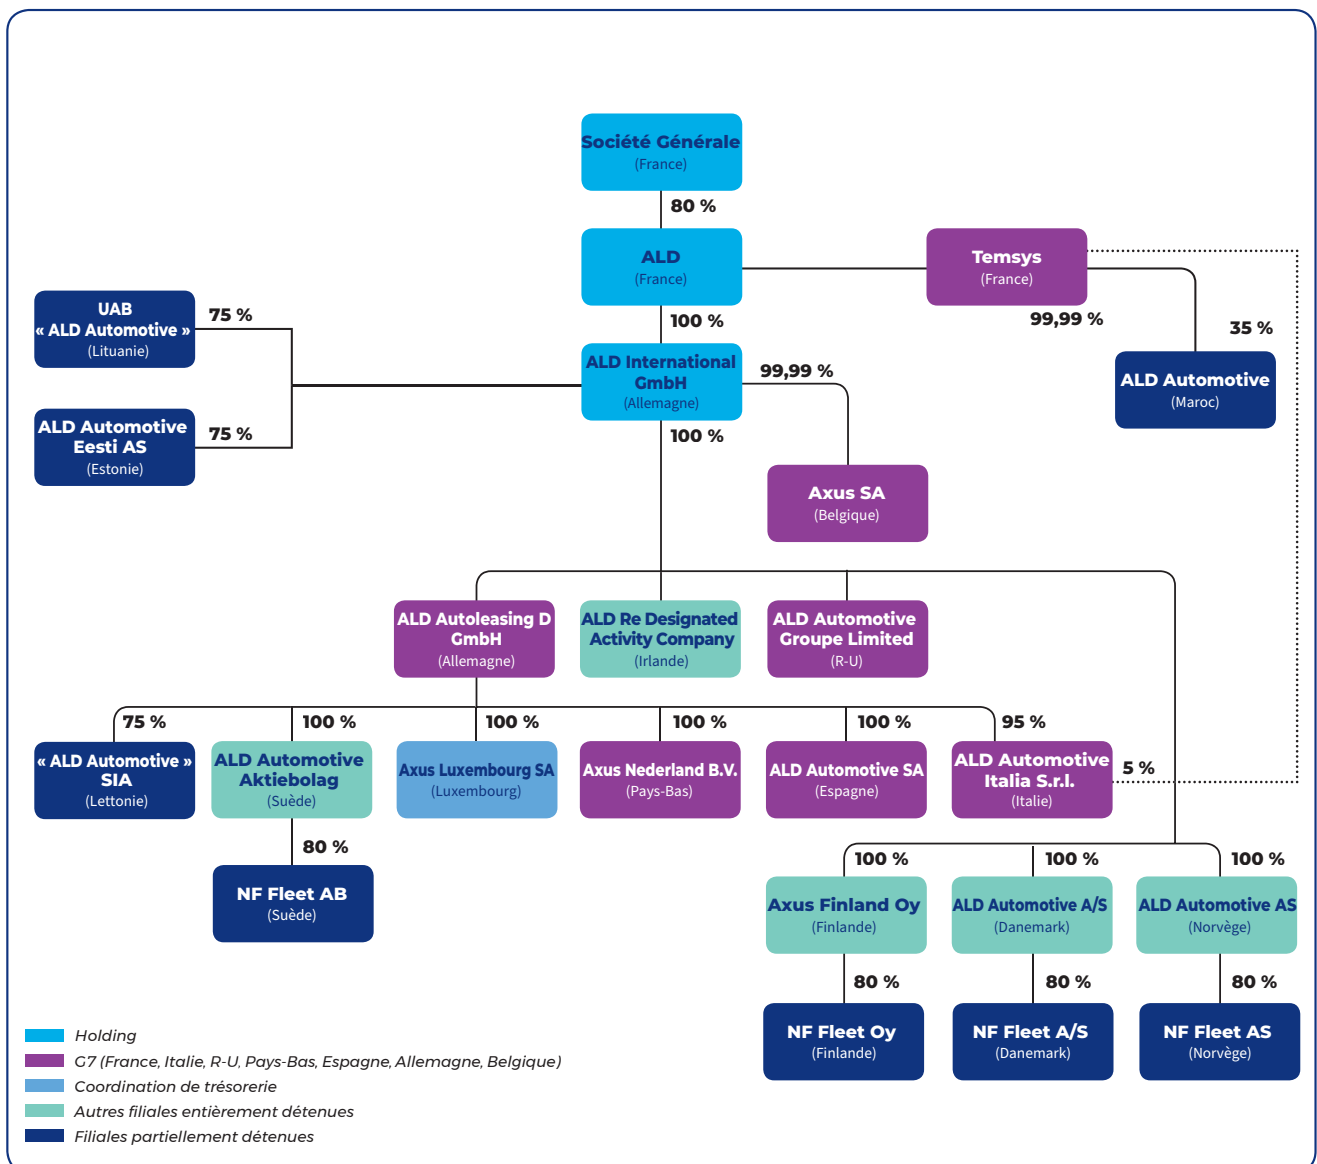 Société Générale
(France)
80 %
ALD
(France)
Temsys
(France)
99,99 %
35 %
ALD Automotive
(Maroc)
UAB
« ALD Automotive »
(Lituanie)
75 %
100 %
ALD International
GmbH
(Allemagne)
99,99 %
100 %
ALD Automotive
Eesti AS
(Estonie)
75 %
Axus SA
(Belgique)
ALD Autoleasing D
GmbH
(Allemagne)
ALD Re Designated
Activity Company
(Irlande)
ALD Automotive
Groupe Limited
(R-U)
75 %
100 %
100 %
100 %
100 %
95 %
« ALD Automotive »
SIA
(Lettonie)
ALD Automotive
Aktiebolag
(Suède)
Axus Luxembourg SA
(Luxembourg)
Axus Nederland B.V.
(Pays-Bas)
ALD Automotive SA
(Espagne)
ALD Automotive
Italia S.r.l.
(Italie)
5 %
80 %
NF Fleet AB
(Suède)
100 %
100 %
100 %
Axus Finland Oy
(Finlande)
ALD Automotive A/S
(Danemark)
ALD Automotive AS
(Norvège)
80 %
80 %
80 %
NF Fleet Oy
(Finlande)
NF Fleet A/S
(Danemark)
NF Fleet AS
(Norvège)
Holding
G7 (France, Italie, R-U, Pays-Bas, Espagne, Allemagne, Belgique)
Coordination de trésorerie
Autres filiales entièrement détenues
Filiales partiellement détenues